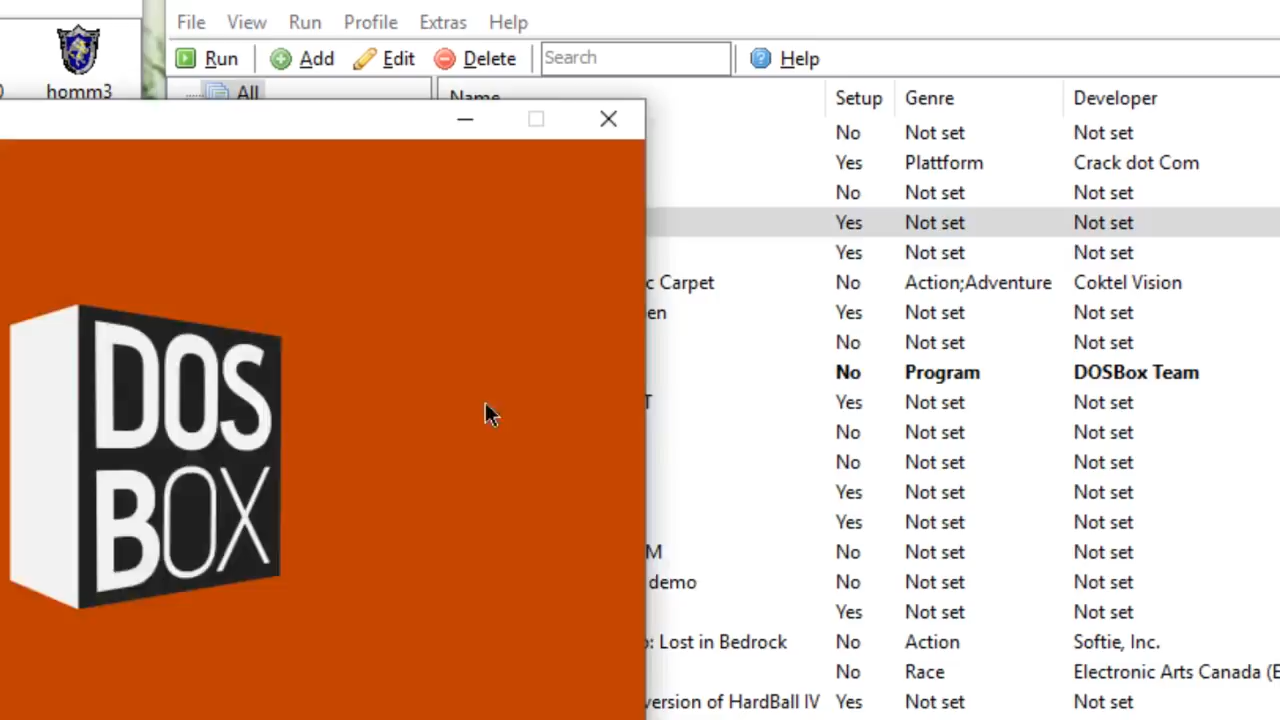 File View Run Profile Extras Help
Run Add Edit Delete Search Help
homm3
All
Name Setup Genre Developer
No Not set Not set
Yes Plattform Crack dot Com
No Not set Not set
Yes Not set Not set
Yes Not set Not set
c Carpet No Action;Adventure Coktel Vision
en Yes Not set Not set
No Not set Not set
No Program DOSBox Team
T Yes Not set Not set
No Not set Not set
No Not set Not set
Yes Not set Not set
Yes Not set Not set
M No Not set Not set
demo No Not set Not set
Yes Not set Not set
: Lost in Bedrock No Action Softie, Inc.
No Race Electronic Arts Canada (E
version of HardBall IV Yes Not set Not set
DOS
BOX